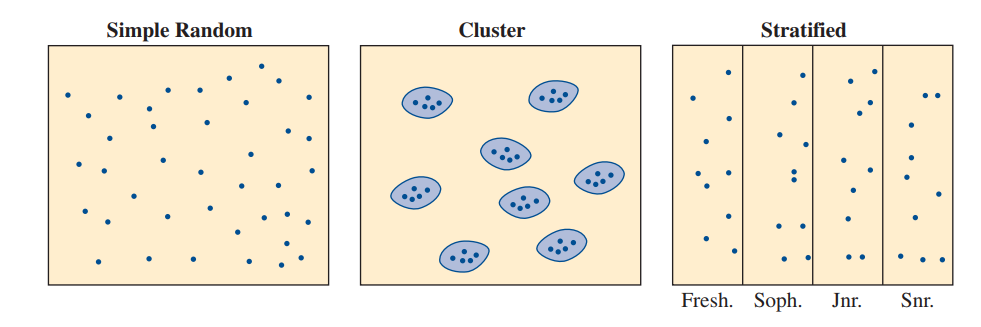 Simple Random
Cluster
Stratified
Fresh.
Soph.
Jnr.
Snr.